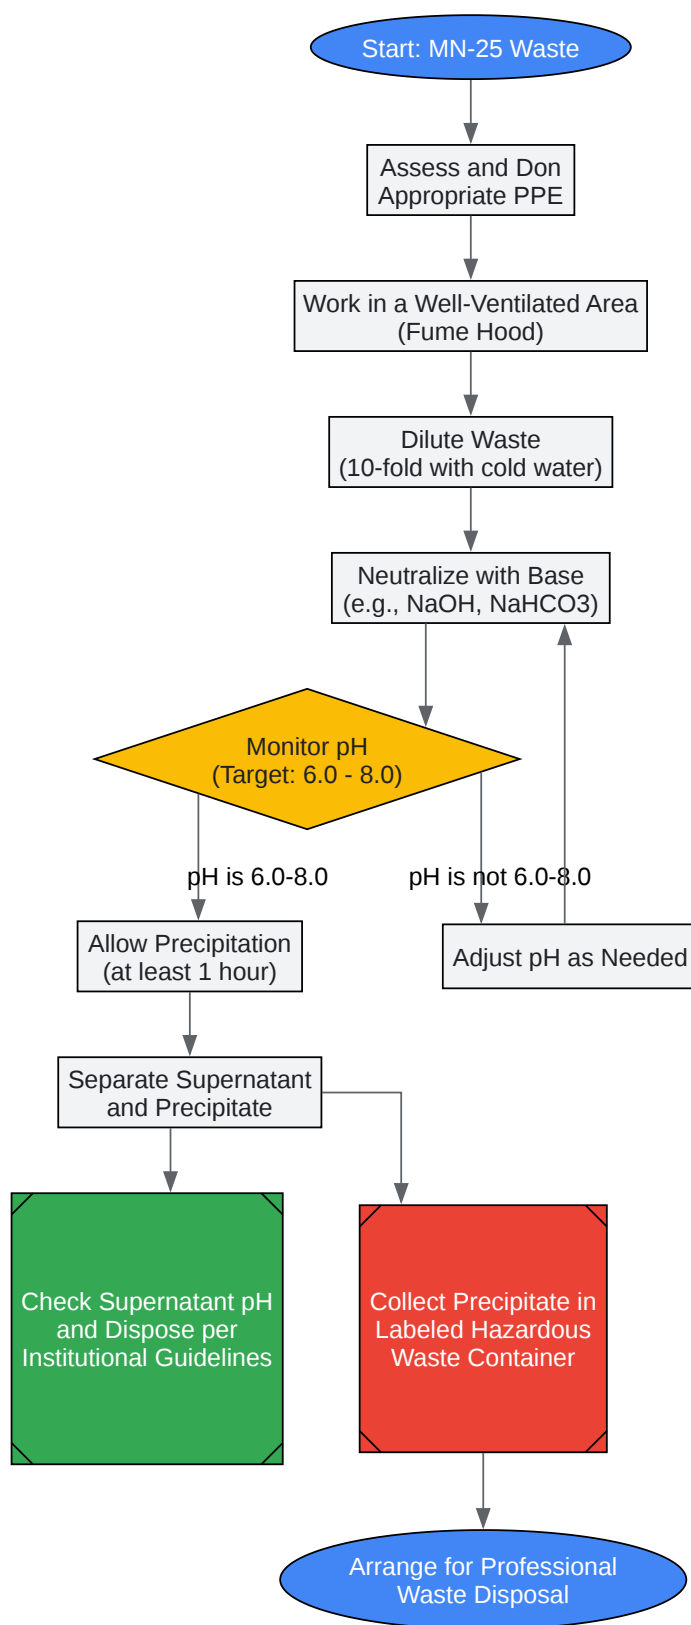 Start: MN-25 Waste
Assess and Don
Appropriate PPE
Work in a Well-Ventilated Area
(Fume Hood)
Dilute Waste
(10-fold with cold water)
Neutralize with Base
(e.g., NaOH, NaHCO3)
Monitor pH
(Target: 6.0 - 8.0)
pH is 6.0-8.0
pH is not 6.0-8.0
Allow Precipitation
(at least 1 hour)
Adjust pH as Needed
Separate Supernatant
and Precipitate
Check Supernatant pH
and Dispose per
Institutional Guidelines
Collect Precipitate in
Labeled Hazardous
Waste Container
Arrange for Professional
Waste Disposal